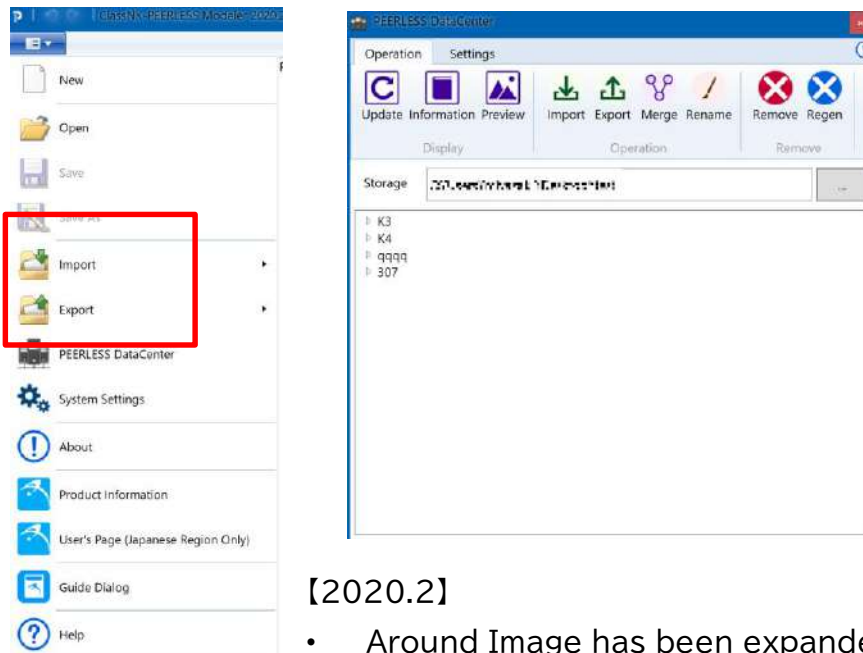 ClassNK-PEERLESS Modeler 2020
New
Open
Save
Save As
Import
Export
PEERLESS DataCenter
System Settings
About
Product Information
User's Page (Japanese Region Only)
Guide Dialog
Help
PEERLESS DataCenter
Operation Settings
Update Information Preview Import Export Merge Rename Remove Regen
Display Operation Remove
Storage ...
K3
K4
qqqq
307
【2020.2】
• Around Image has been expande